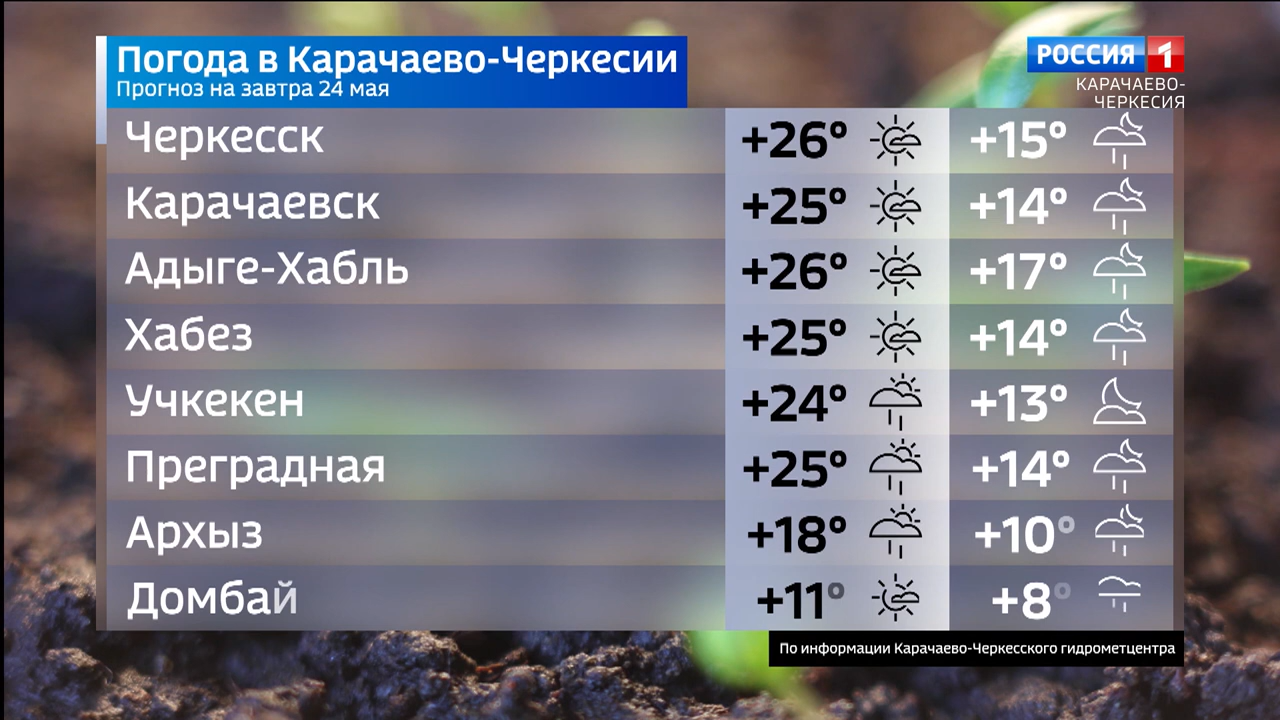 Погода в Карачаево-Черкесии
Прогноз на завтра 24 мая
РОССИЯ 1
КАРАЧАЕВО-
ЧЕРКЕСИЯ
Черкесск +26° +15°
Карачаевск +25° +14°
Адыге-Хабль +26° +17°
Хабез +25° +14°
Учкекен +24° +13°
Преградная +25° +14°
Архыз +18° +10°
Домбай +11° +8°
По информации Карачаево-Черкесского гидрометцентра